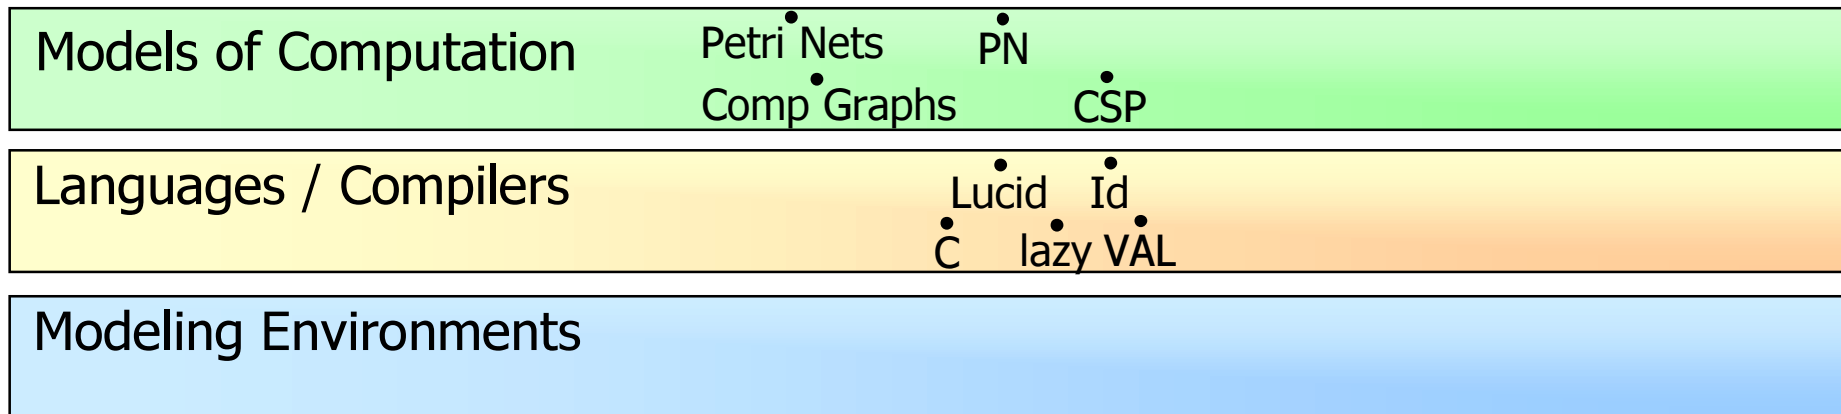 Models of Computation
Petri Nets PN
Comp Graphs CSP
Languages / Compilers
Lucid Id
C lazy VAL
Modeling Environments